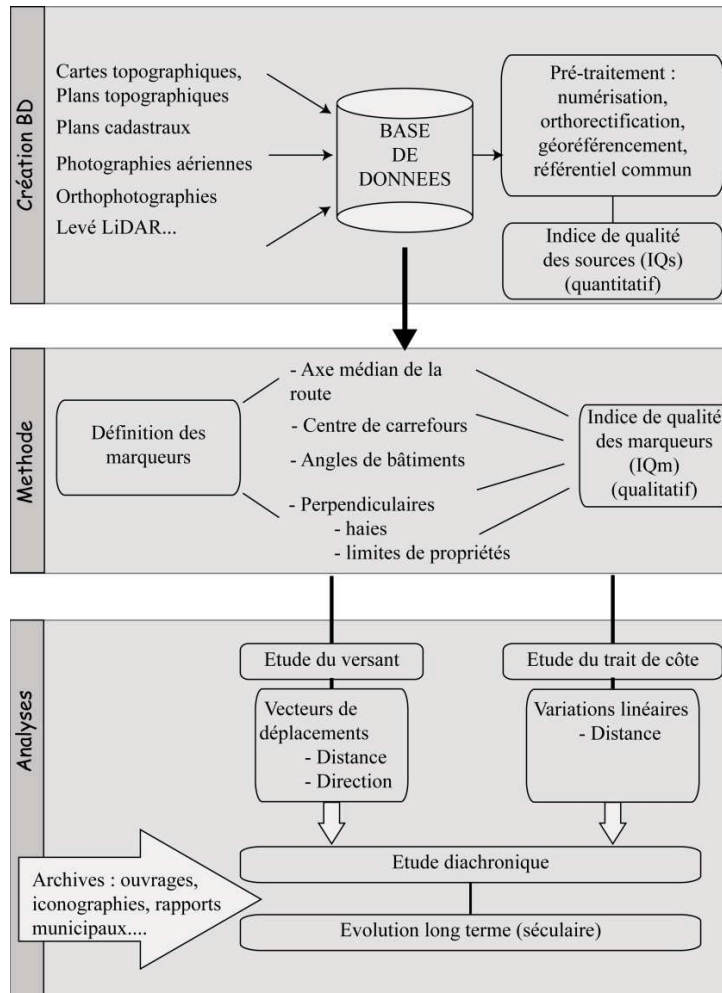 Création BD
Cartes topographiques,
Plans topographiques
Plans cadastraux
Photographies aériennes
Orthophotographies
Levé LiDAR...
BASE
DE
DONNEES
Pré-traitement :
numérisation,
orthorectification,
géoréférencement,
référentiel commun
Indice de qualité
des sources (IQs)
(quantitatif)
Methode
Définition des
marqueurs
- Axe médian de la
route
- Centre de carrefours
- Angles de bâtiments
- Perpendiculaires
- haies
- limites de propriétés
Indice de qualité
des marqueurs
(IQm)
(qualitatif)
Analyses
Etude du versant
Vecteurs de
déplacements
- Distance
- Direction
Etude du trait de côte
Variations linéaires
- Distance
Archives : ouvrages,
iconographies, rapports
municipaux....
Etude diachronique
Evolution long terme (séculaire)